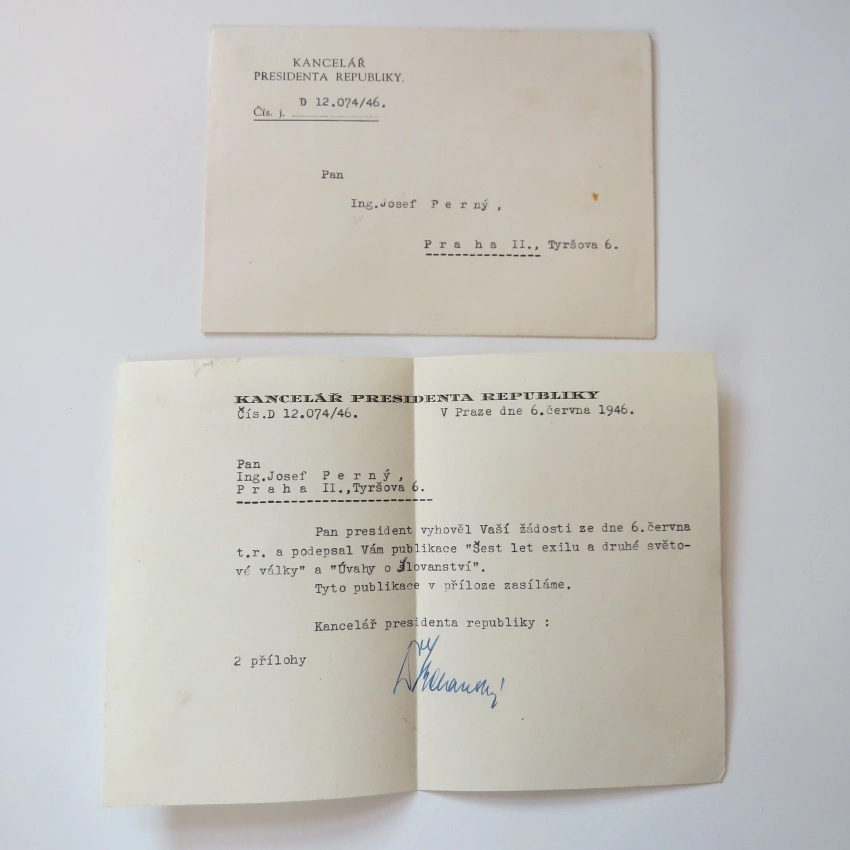 KANCELÁŘ
PRESIDENTA REPUBLIKY.
Čís. j. D 12.074/46.
Pan
Ing.Josef P e r n ý ,
P r a h a II., Tyršova 6.
KANCELÁŘ PRESIDENTA REPUBLIKY
Čís.D 12.074/46. V Praze dne 6.června 1946.
Pan
Ing.Josef P e r n ý ,
P r a h a II.,Tyršova 6.
Pan president vyhověl Vaší žádosti ze dne 6.června
t.r. a podepsal Vám publikace "Šest let exilu a druhé světo-
vé války" a "Úvahy o Slovanství".
Tyto publikace v příloze zasíláme.
Kancelář presidenta republiky :
2 přílohy